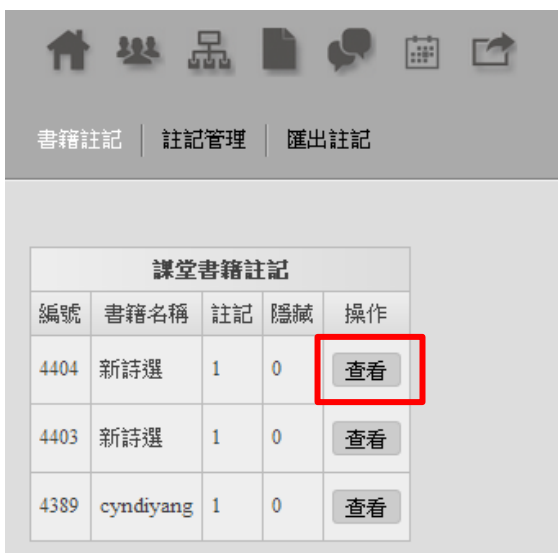 書籍註記 註記管理 匯出註記
課堂書籍註記
編號 書籍名稱 註記 隱藏 操作
4404 新詩選 1 0 查看
4403 新詩選 1 0 查看
4389 cyndiyang 1 0 查看